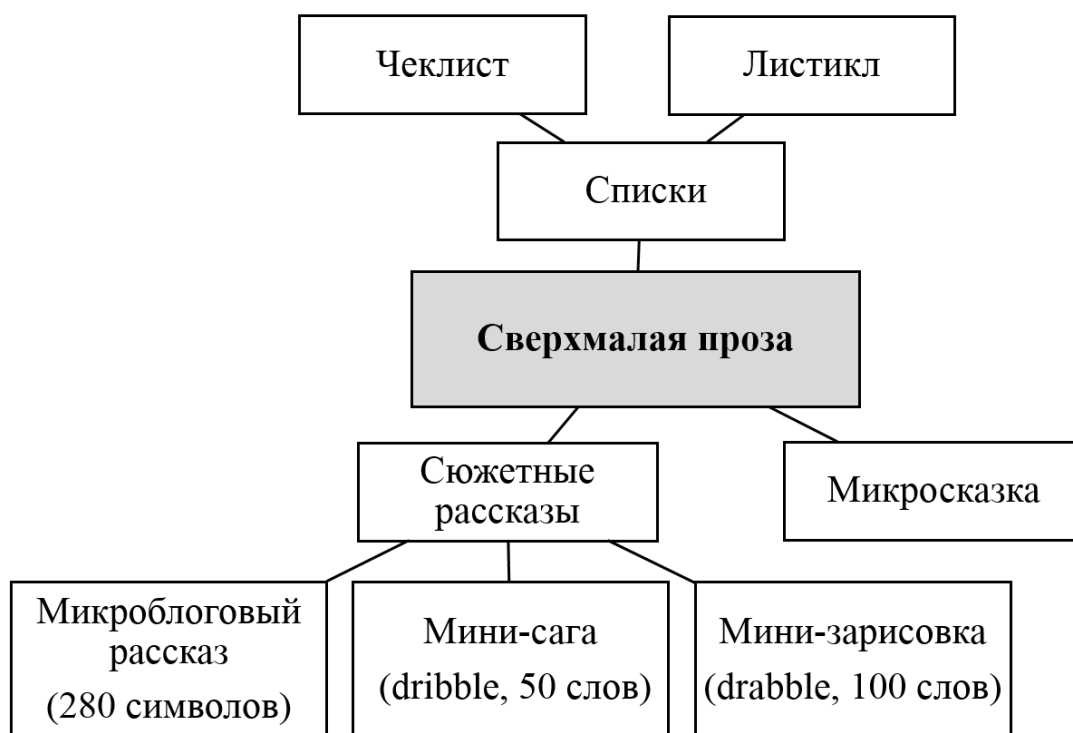 Чеклист
Листикл
Списки
Сверхмалая проза
Сюжетные
рассказы
Микросказка
Микроблоговый
рассказ
(280 символов)
Мини-сага
(dribble, 50 слов)
Мини-зарисовка
(drabble, 100 слов)